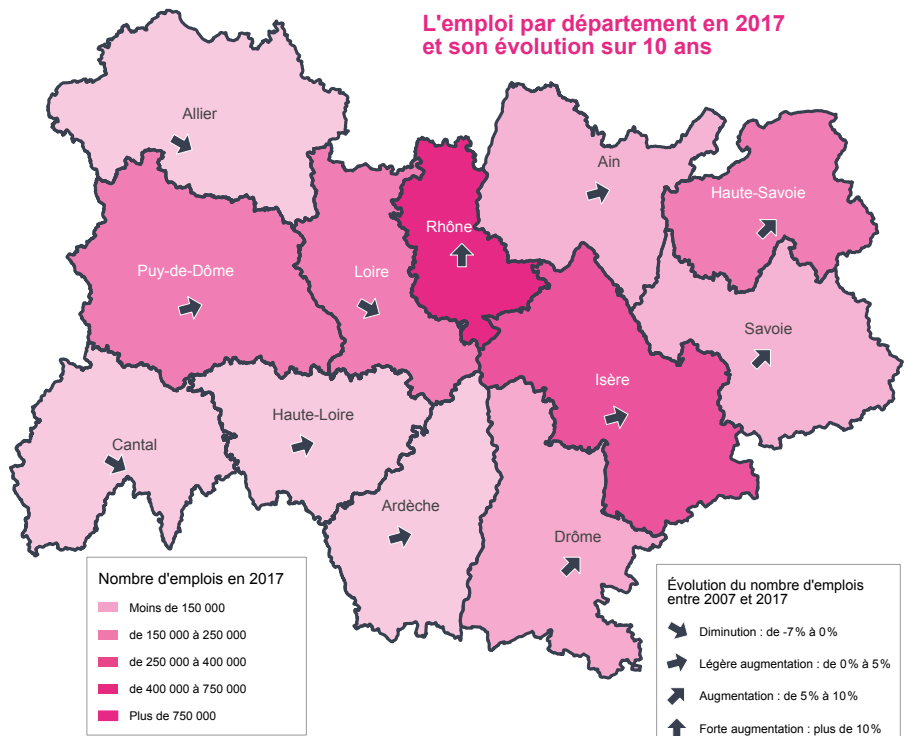 L'emploi par département en 2017
et son évolution sur 10 ans
Allier
Ain
Haute-Savoie
Rhône
Puy-de-Dôme
Loire
Savoie
Isère
Haute-Loire
Cantal
Ardèche
Drôme
Nombre d'emplois en 2017
Moins de 150 000
de 150 000 à 250 000
de 250 000 à 400 000
de 400 000 à 750 000
Plus de 750 000
Évolution du nombre d'emplois
entre 2007 et 2017
Diminution : de -7 % à 0 %
Légère augmentation : de 0 % à 5 %
Augmentation : de 5 % à 10 %
Forte augmentation : plus de 10 %